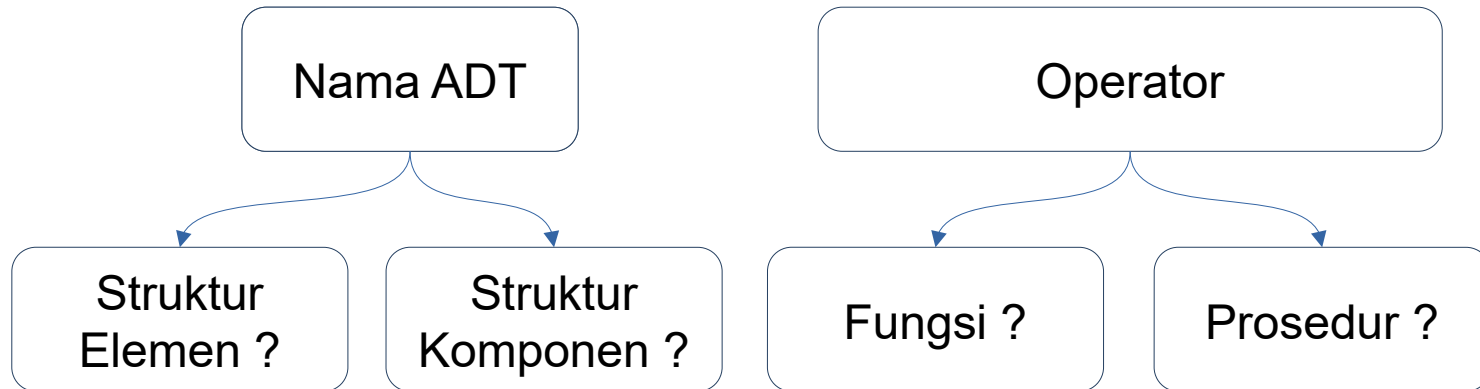 Nama ADT
Operator
Struktur
Elemen ?
Struktur
Komponen ?
Fungsi ?
Prosedur ?